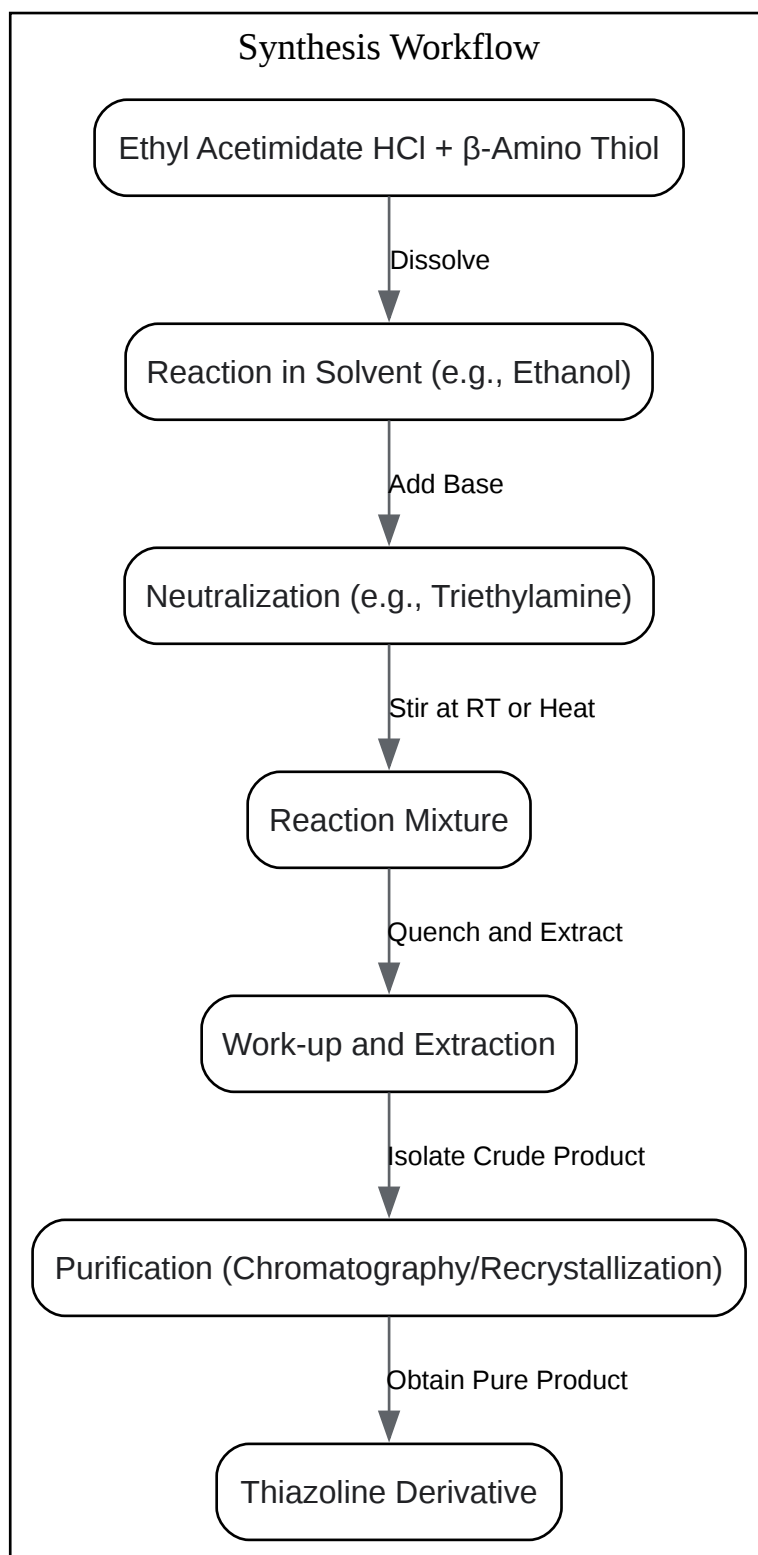 Synthesis Workflow
Ethyl Acetimidate HCl + β-Amino Thiol
Dissolve
Reaction in Solvent (e.g., Ethanol)
Add Base
Neutralization (e.g., Triethylamine)
Stir at RT or Heat
Reaction Mixture
Quench and Extract
Work-up and Extraction
Isolate Crude Product
Purification (Chromatography/Recrystallization)
Obtain Pure Product
Thiazoline Derivative